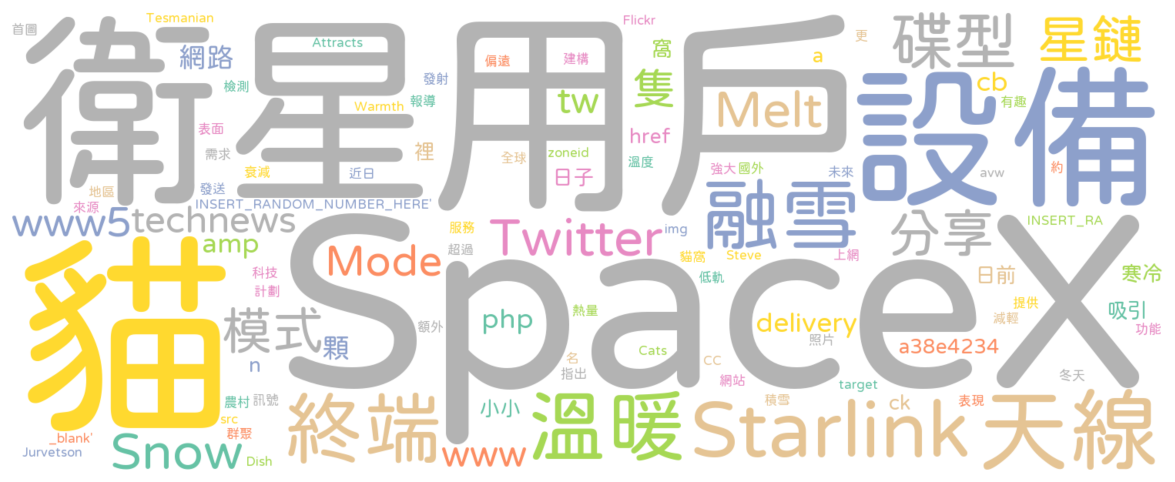 首圖
Tesmanian
衛星用戶
網路
Attracts
檢測
發射
報導
Warmth
偏遠
建構
Flickr
窩
隻
tw
a
更
碟型
星鏈
Melt
cb
有趣
設備
表面
需求
裡
href
zoneid
全球
日子
溫度
強大
國外
未來
avw
約
地區
衰減
發送
近日
來源
INSERT_RANDOM_NUMBER_HERE'
www5
technews
amp
服務
超過
Twitter
img
融雪
分享
INSERT_RA
貓
科技
計劃
Mode
SpaceX
貓窩
Steve
低軌
上網
日前
寒冷
模式
顆
n
額外
php
熱量
delivery
照片
提供
減輕
吸引
功能
名
指出
Cats
CC
網站
a38e4234
target
冬天
農村
訊號
src
群聚
_blank'
Jurvetson
Snow
Dish
終端
www
小小
溫暖
Starlink
積雪
ck
表現
天線